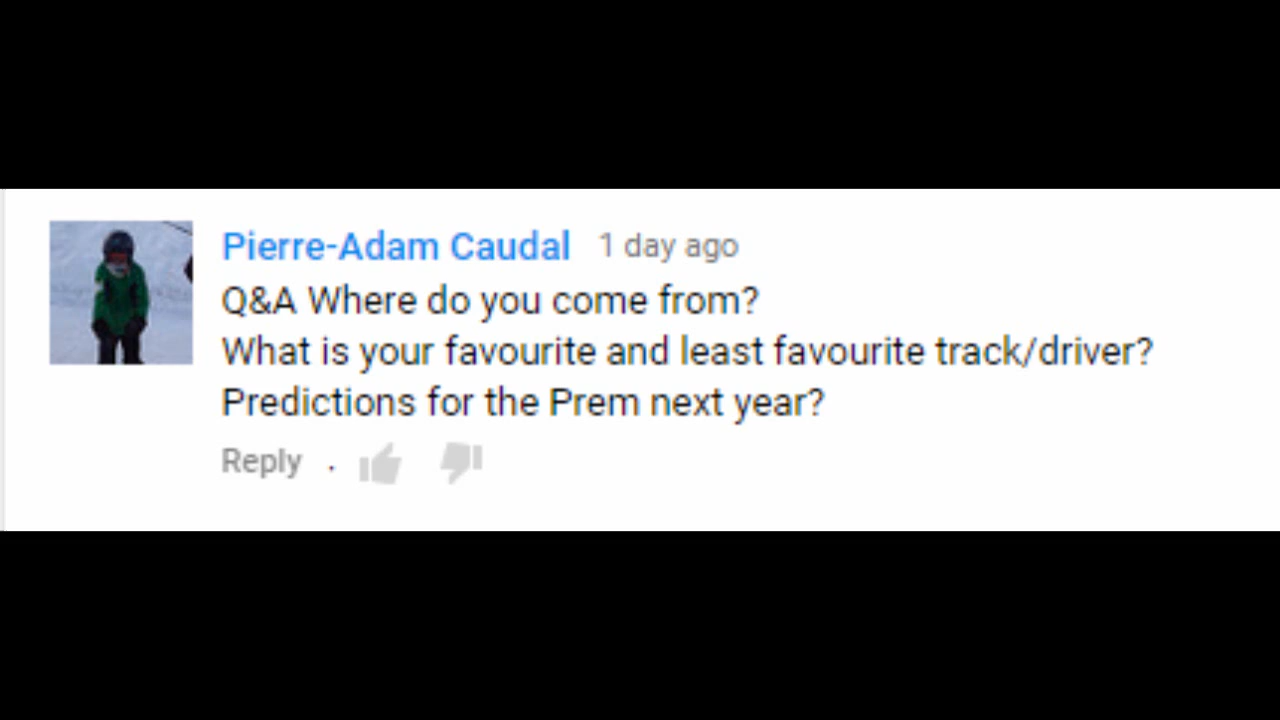 Pierre-Adam Caudal 1 day ago
Q&A Where do you come from?
What is your favourite and least favourite track/driver?
Predictions for the Prem next year?
Reply .